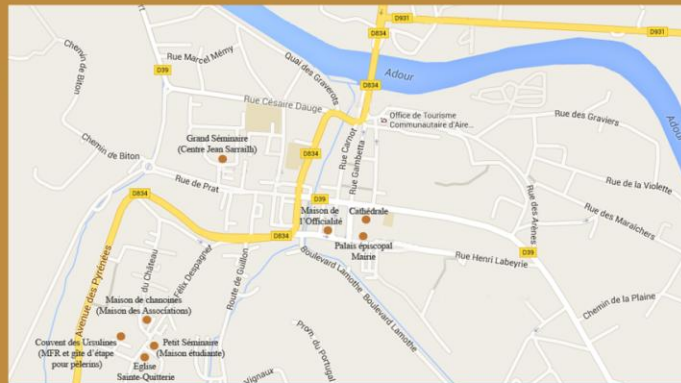 D931
D834
D931
Chemin de Biton
Rue Marcel Mémy
Quai des Graverots
D39
D834
Adour
Rue Césaire Dauge
Office de Tourisme
Communautaire d'Aire...
Rue des Graviers
Adour
Grand Séminaire
(Centre Jean Sarrailh)
Chemin de Biton
D834
Rue Carnot
Rue Gambetta
Rue de Prat
D834
D39
Rue de la Violette
Rue des Arènes
Rue des Maraîchers
Maison de
l'Officialité
Cathédrale
D834
Palais épiscopal
Mairie
D39
Rue Henri Labeyrie
Avenue des Pyrénées
du Château
Félix Despagnet
Route de Guillon
Boulevard Lamothe
Boulevard Lamothe
Chemin de la Plaine
Maison de chanoines
(Maison des Associations)
Prom. du Portugal
Couvent des Ursulines
(MFR et gîte d'étape
pour pèlerins)
Petit Séminaire
(Maison étudiante)
Eglise
Sainte-Quitterie
Vignaux